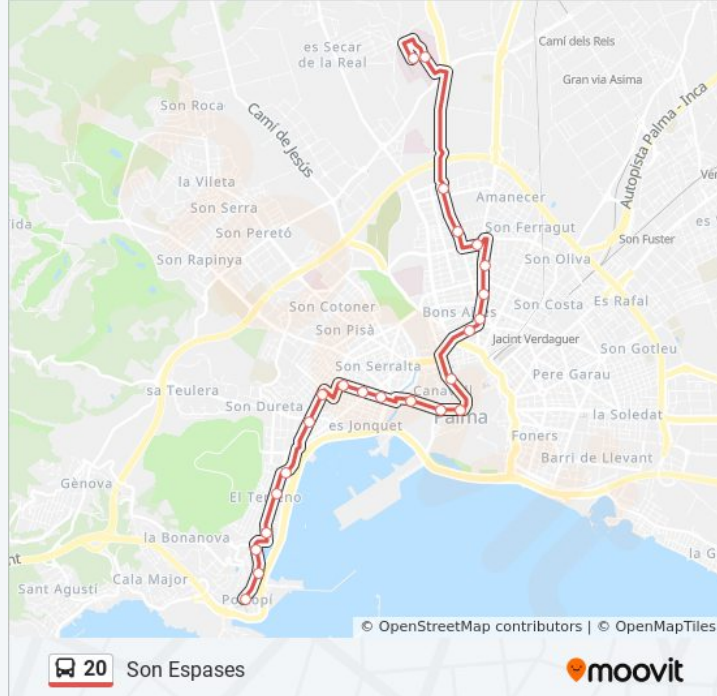 es Secar
de la Real
Camí dels Reis
Gran via Asima
Son Roca
Camí de Jesús
Autopista Palma - Inca
la Vileta
Son Serra
Amanecer
Son Peretó
Son Ferragut
Son Fuster
Son Rapinya
Son Oliva
Son Cotoner
Bons Aires
Son Costa
Es Rafal
Son Pisà
Jacint Verdaguer
Son Gotleu
Son Serralta
Pere Garau
sa Teulera
Son Dureta
la Soledad
es Jonquet
Palma
Foners
Barri de Llevant
Gènova
El Terreno
la Bonanova
Sant Agustí
Cala Major
© OpenStreetMap contributors | © OpenMapTiles
20 Son Espases
moovit